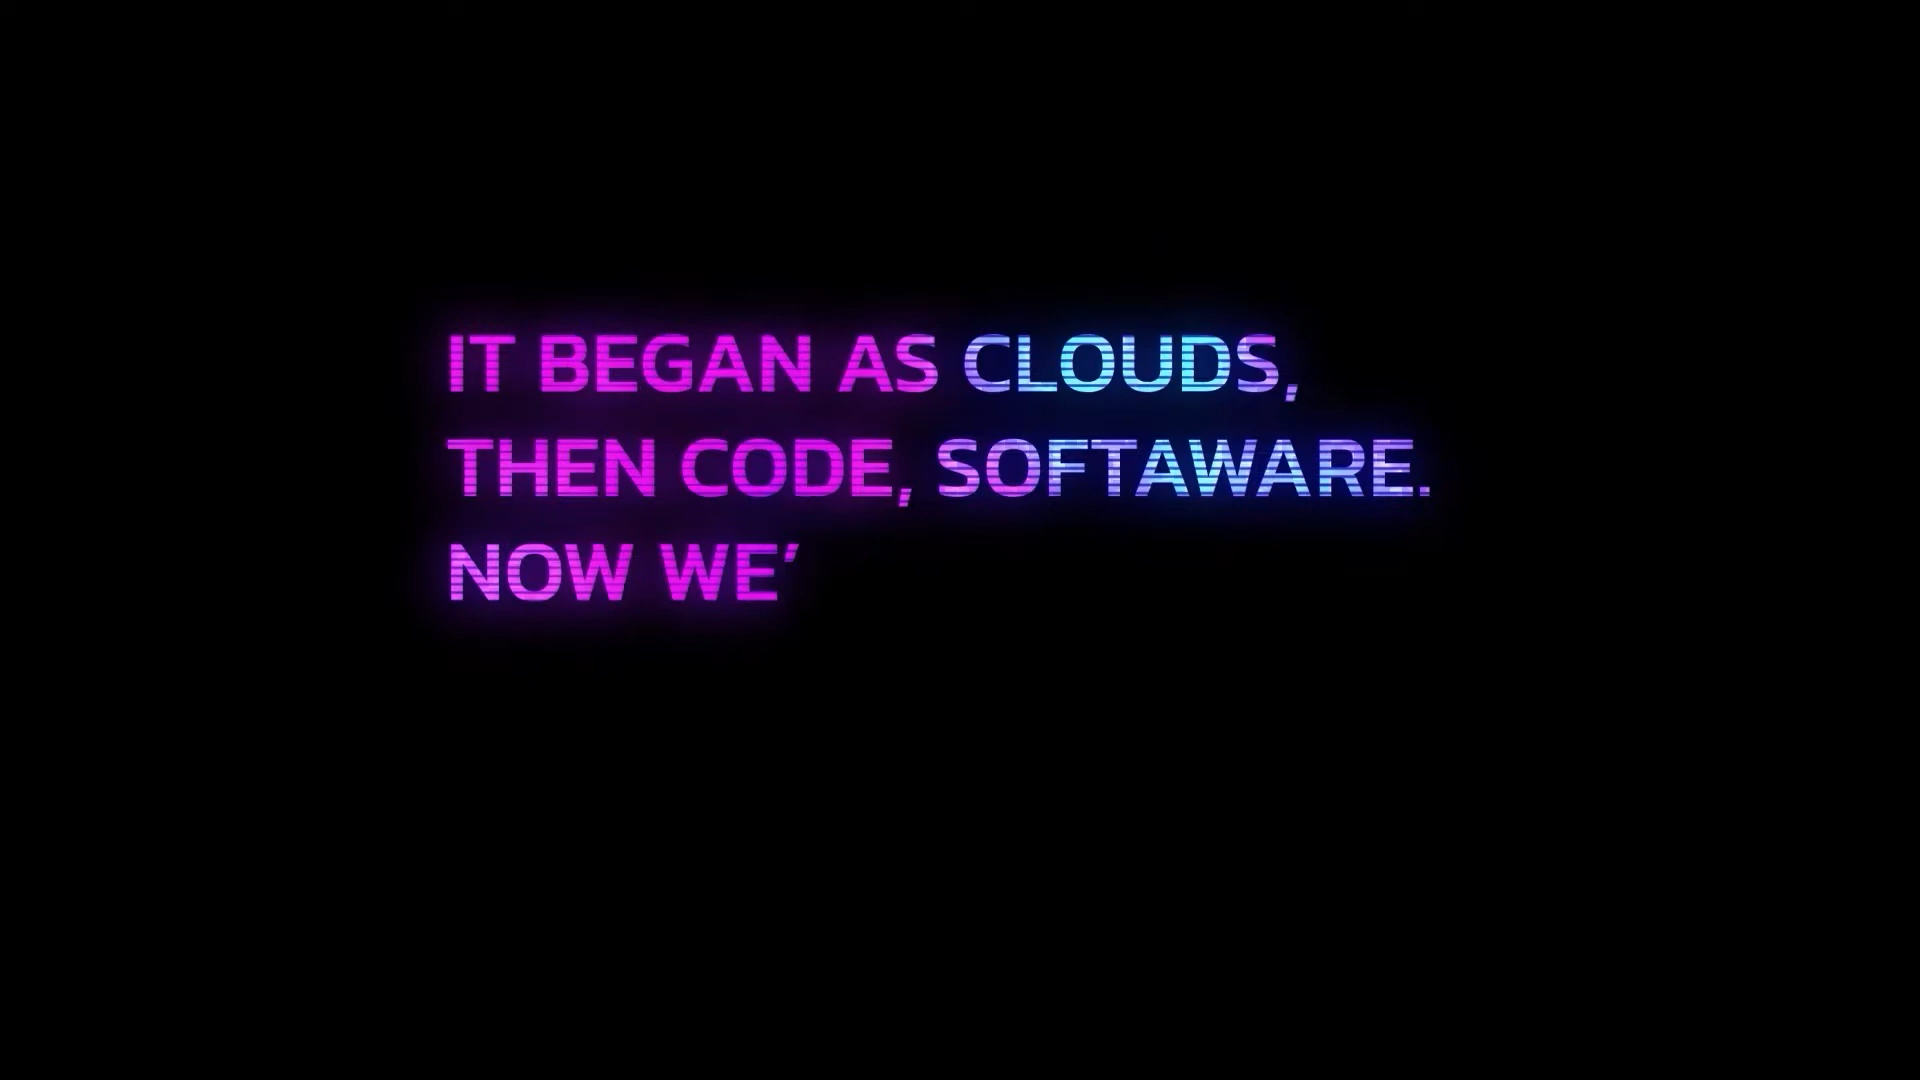 IT BEGAN AS CLOUDS,
THEN CODE, SOFTAWARE.
NOW WE’